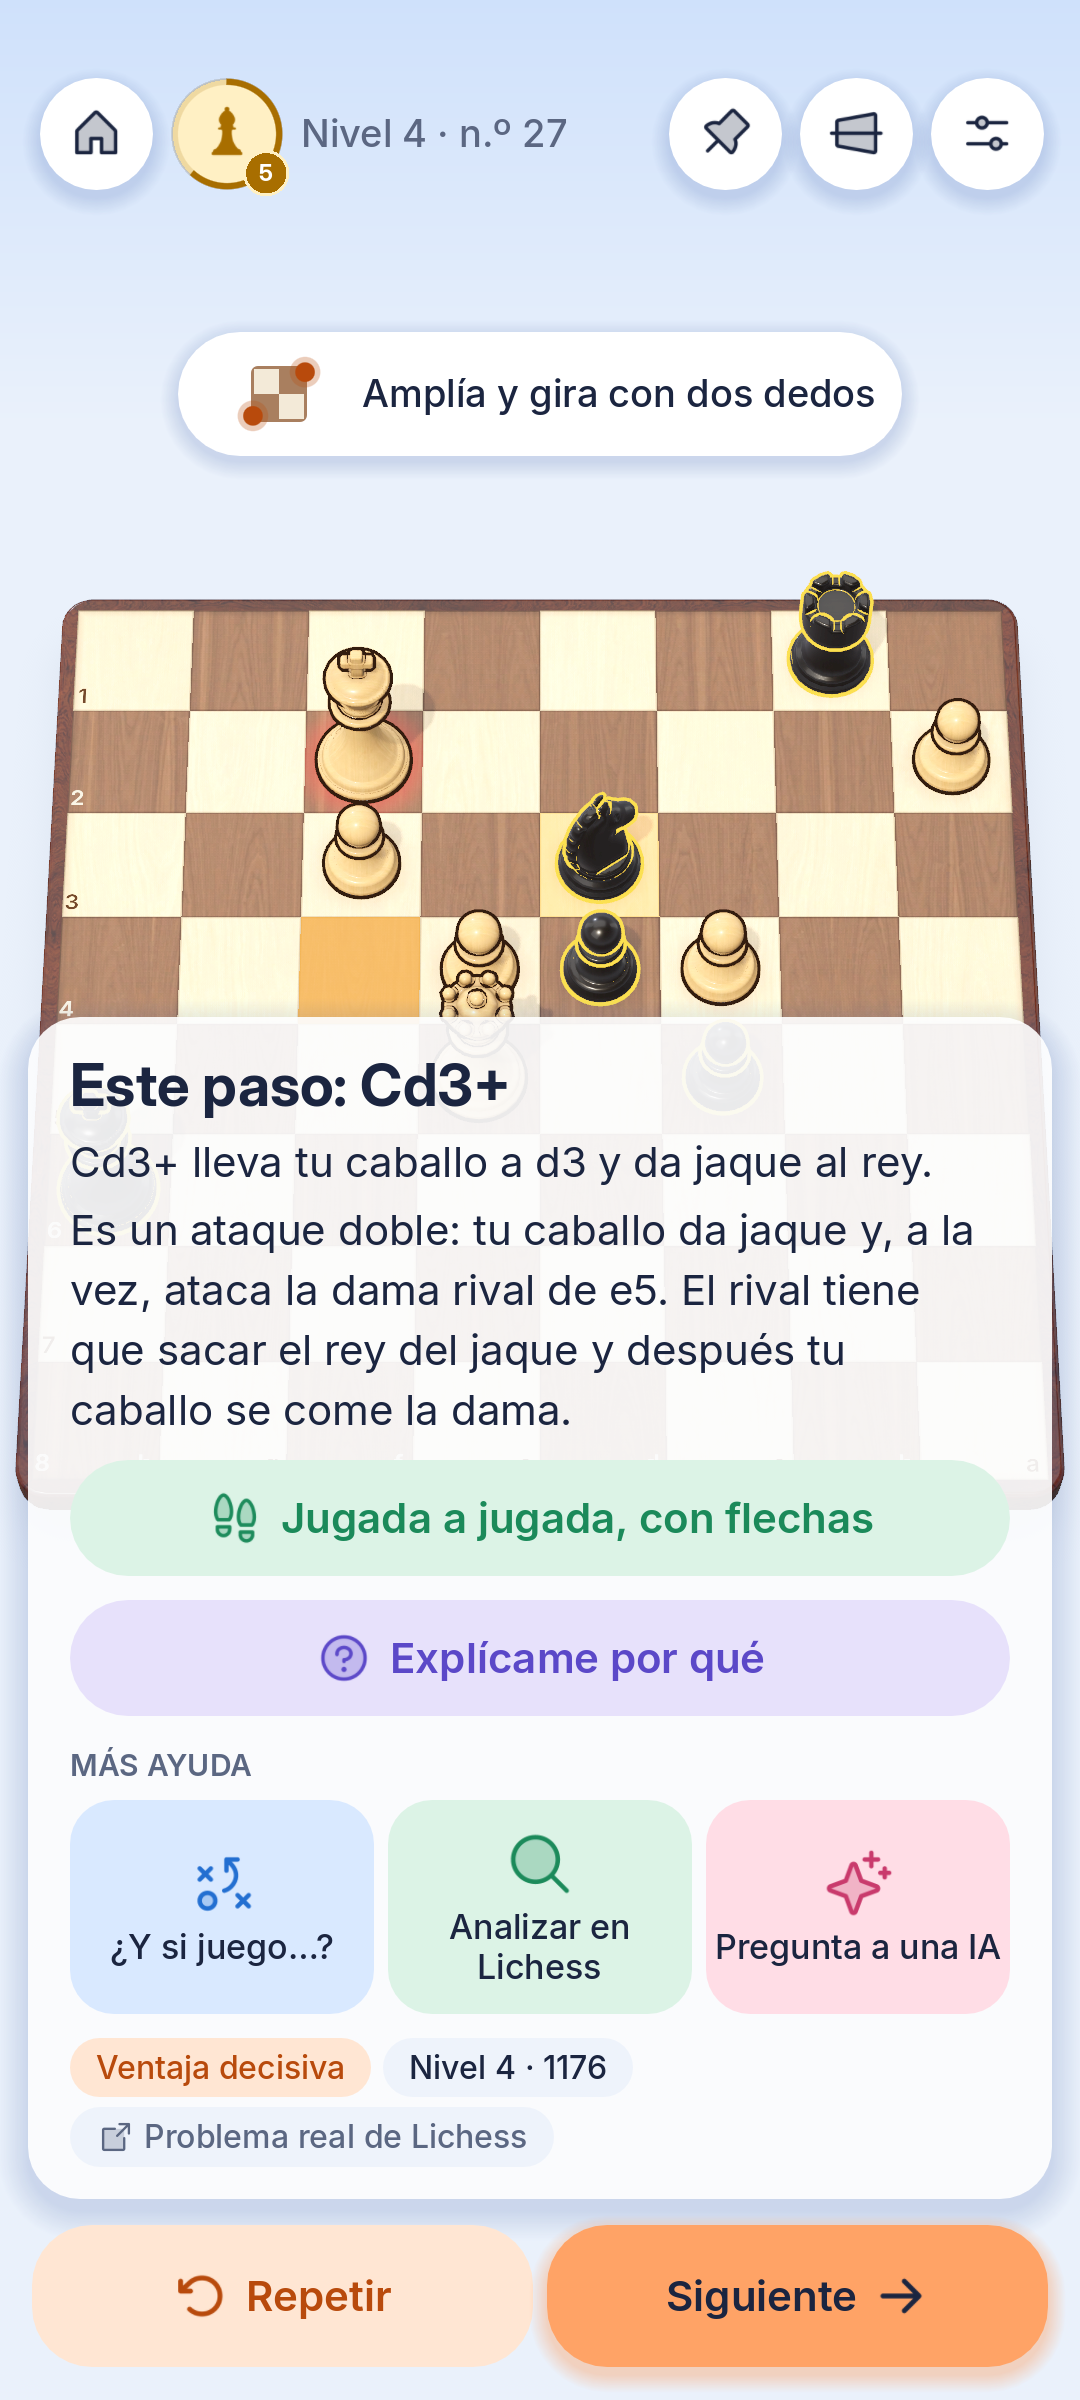 Nivel 4 · n.º 27
5
Amplía y gira con dos dedos
1
2
3
4
6
7
8
a
Este paso: Cd3+
Cd3+ lleva tu caballo a d3 y da jaque al rey.
Es un ataque doble: tu caballo da jaque y, a la
vez, ataca la dama rival de e5. El rival tiene
que sacar el rey del jaque y después tu
caballo se come la dama.
Jugada a jugada, con flechas
Explícame por qué
MÁS AYUDA
¿Y si juego...?
Analizar en
Lichess
Pregunta a una IA
Ventaja decisiva
Nivel 4 · 1176
Problema real de Lichess
Repetir
Siguiente